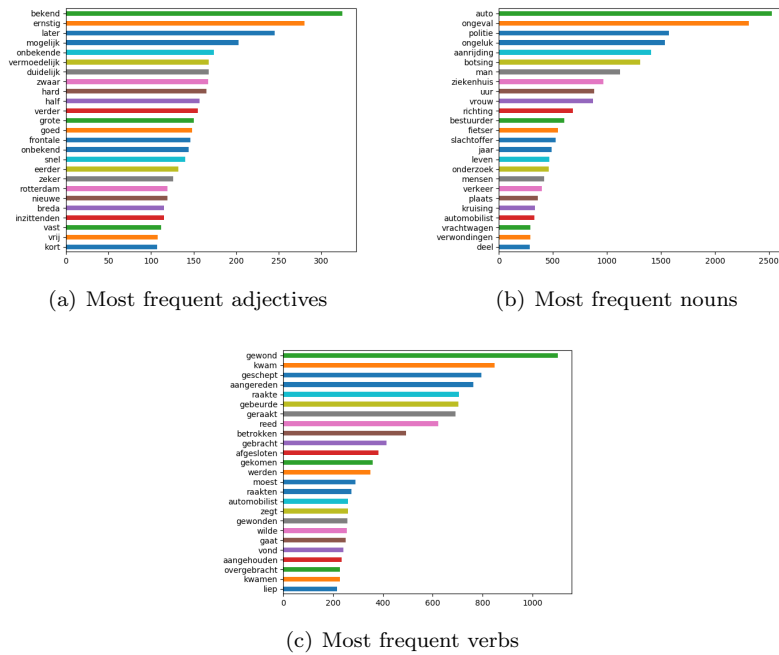 bekend
ernstig
later
mogelijk
onbekende
vermoedelijk
duidelijk
zwaar
hard
half
verder
grote
goed
frontale
onbekend
snel
eerder
zeker
rotterdam
nieuwe
breda
inzittenden
vast
vrij
kort
0 50 100 150 200 250 300
(a) Most frequent adjectives
auto
ongeval
politie
ongeluk
aanrijding
botsing
man
ziekenhuis
uur
vrouw
richting
bestuurder
fietser
slachtoffer
jaar
leven
onderzoek
mensen
verkeer
plaats
kruising
automobilist
vrachtwagen
verwondingen
deel
0 500 1000 1500 2000 2500
(b) Most frequent nouns
gewond
kwam
geschept
aangereden
raakte
gebeurde
geraakt
reed
betrokken
gebracht
afgesloten
gekomen
werden
moest
raakten
automobilist
zegt
gewonden
wilde
gaat
vond
aangehouden
overgebracht
kwamen
liep
0 200 400 600 800 1000
(c) Most frequent verbs